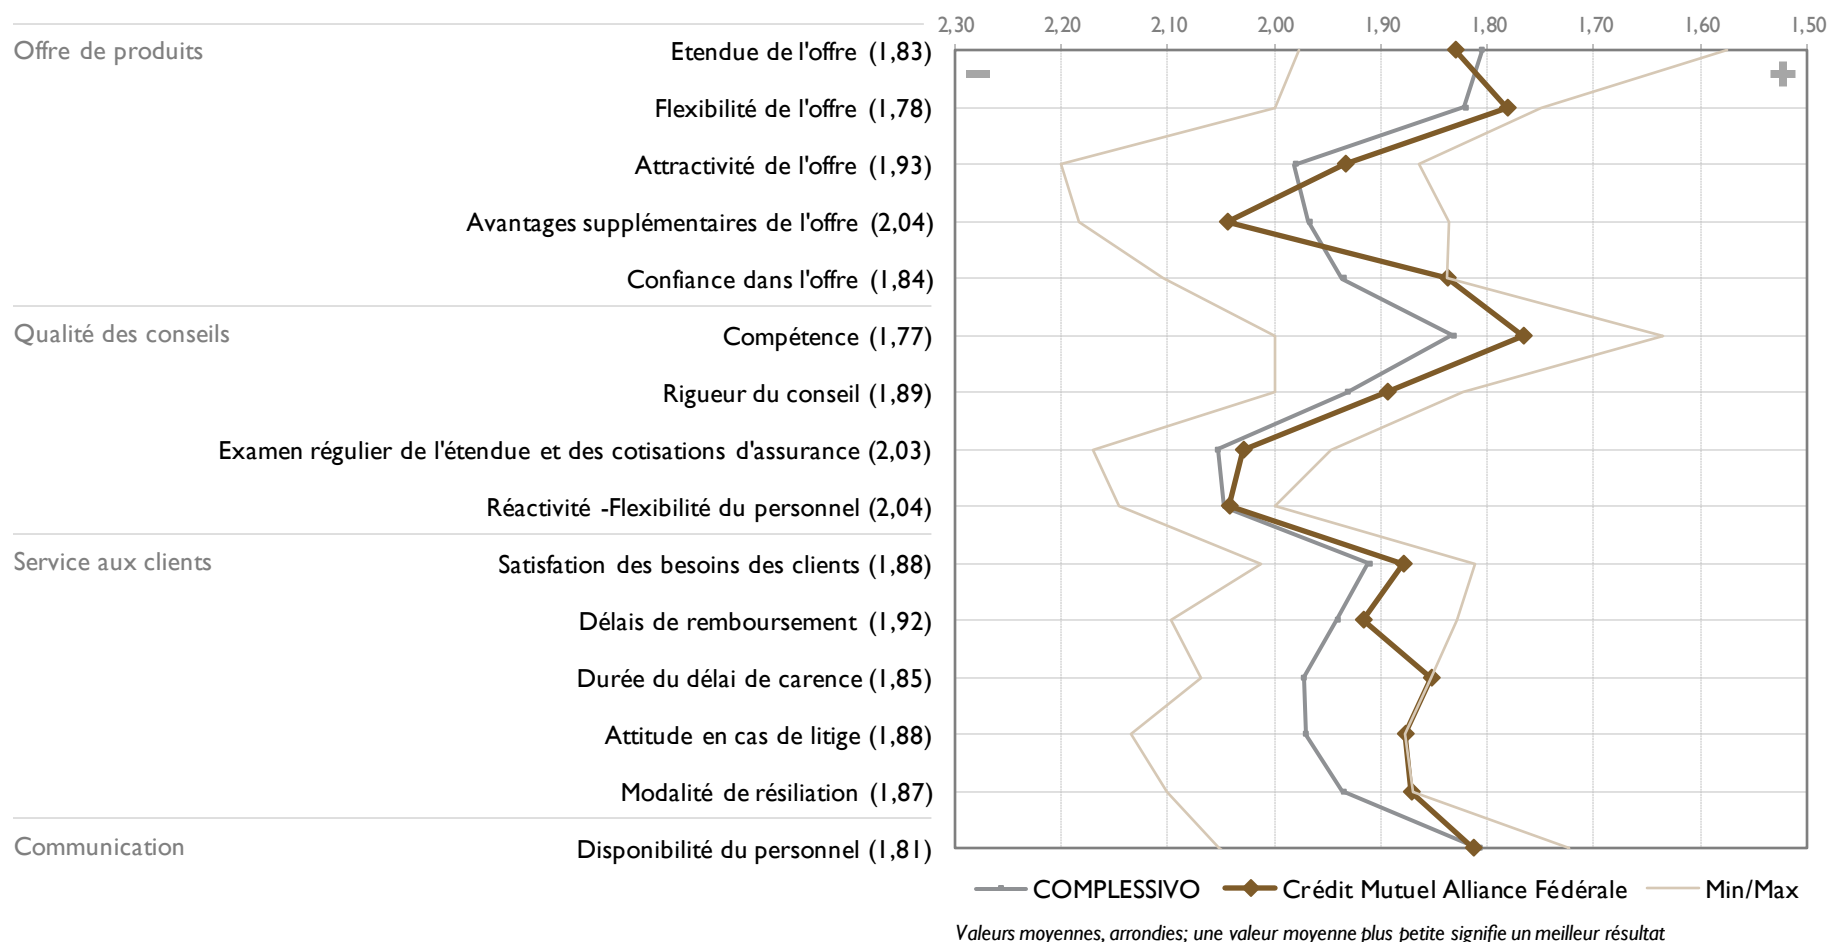 2,30 2,20 2,10 2,00 1,90 1,80 1,70 1,60 1,50
Offre de produits
Etendue de l'offre (1,83)
Flexibilité de l'offre (1,78)
Attractivité de l'offre (1,93)
Avantages supplémentaires de l'offre (2,04)
Confiance dans l'offre (1,84)
Qualité des conseils
Compétence (1,77)
Rigueur du conseil (1,89)
Examen régulier de l'étendue et des cotisations d'assurance (2,03)
Réactivité -Flexibilité du personnel (2,04)
Service aux clients
Satisfation des besoins des clients (1,88)
Délais de remboursement (1,92)
Durée du délai de carence (1,85)
Attitude en cas de litige (1,88)
Modalité de résiliation (1,87)
Communication
Disponibilité du personnel (1,81)
COMPLESSIVO Crédit Mutuel Alliance Fédérale Min/Max
Valeurs moyennes, arrondies; une valeur moyenne plus petite signifie un meilleur résultat